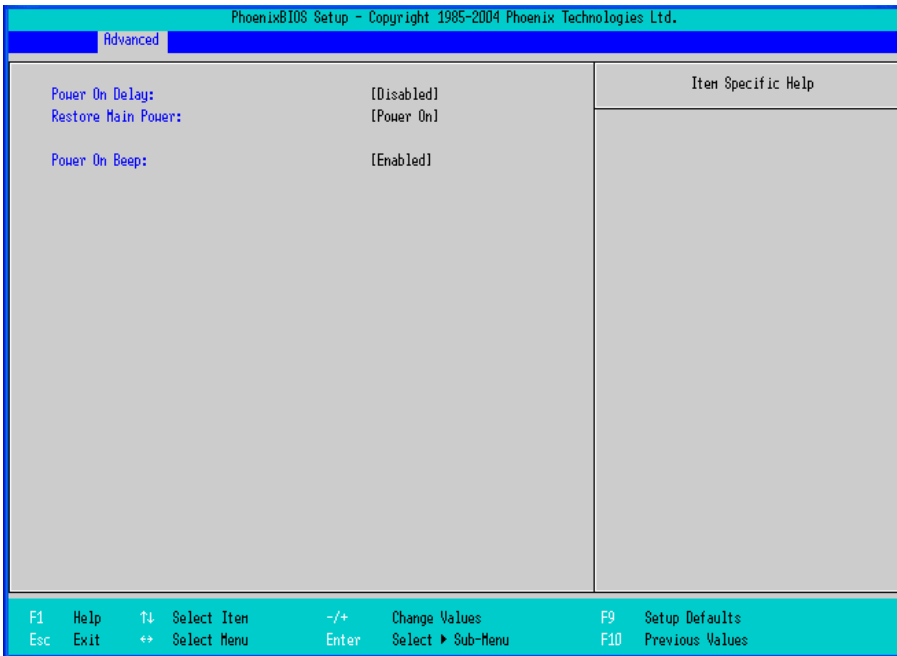 PhoenixBIOS Setup - Copyright 1985-2004 Phoenix Technologies Ltd.
Advanced
Item Specific Help
Power On Delay: [Disabled]
Restore Main Power: [Power On]
Power On Beep: [Enabled]
F1 Help ↑↓ Select Item -/+ Change Values F9 Setup Defaults
Esc Exit ↔ Select Menu Enter Select ▶ Sub-Menu F10 Previous Values